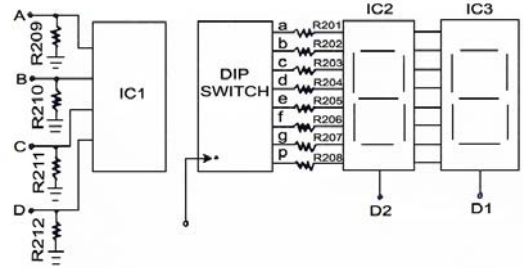 A
R209
B
R210
C
R211
D
R212
IC1
DIP
SWITCH
a
b
c
d
e
f
g
p
R201
R202
R203
R204
R205
R206
R207
R208
IC2
IC3
D2
D1